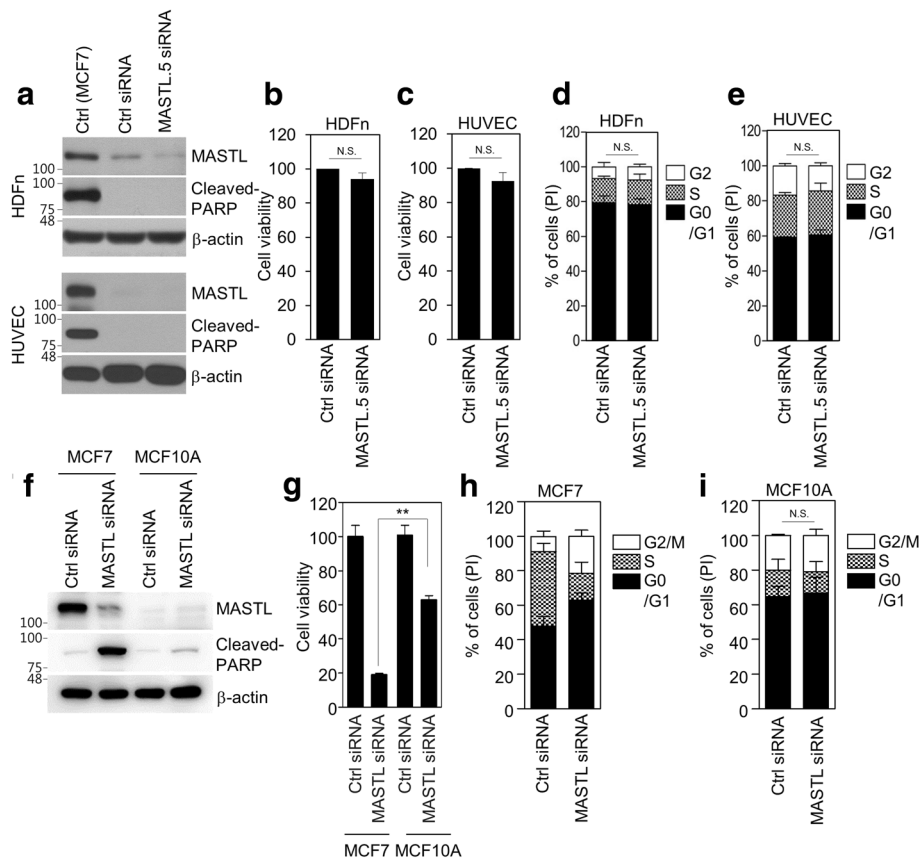 a
Ctrl (MCF7)
Ctrl siRNA
MASTL.5 siRNA
HDFn
100
MASTL
100
75
Cleaved-
PARP
48
β-actin
HUVEC
100
MASTL
100
75
Cleaved-
PARP
48
β-actin
b
HDFn
N.S.
Cell viability
120
100
80
60
40
20
0
Ctrl siRNA
MASTL.5 siRNA
c
HUVEC
N.S.
Cell viability
120
100
80
60
40
20
0
Ctrl siRNA
MASTL.5 siRNA
d
HDFn
N.S.
% of cells (PI)
120
100
80
60
40
20
0
Ctrl siRNA
MASTL.5 siRNA
G2
S
G0
/G1
e
HUVEC
N.S.
% of cells (PI)
120
100
80
60
40
20
0
Ctrl siRNA
MASTL.5 siRNA
G2
S
G0
/G1
f
MCF7 MCF10A
Ctrl siRNA
MASTL siRNA
Ctrl siRNA
MASTL siRNA
100
MASTL
100
75
Cleaved-
PARP
48
β-actin
g
**
Cell viability
120
100
80
60
40
20
0
Ctrl siRNA
MASTL siRNA
Ctrl siRNA
MASTL siRNA
MCF7 MCF10A
h
MCF7
% of cells (PI)
120
100
80
60
40
20
0
Ctrl siRNA
MASTL siRNA
G2/M
S
G0
/G1
i
MCF10A
N.S.
% of cells (PI)
120
100
80
60
40
20
0
Ctrl siRNA
MASTL siRNA
G2/M
S
G0
/G1